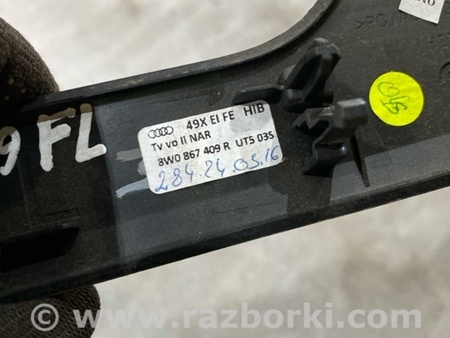 49X EI FE HIB
Tv vo li NAR
8W0 867 409 R UT5 03S
284.24.05.16
9FL
www.razborki.com